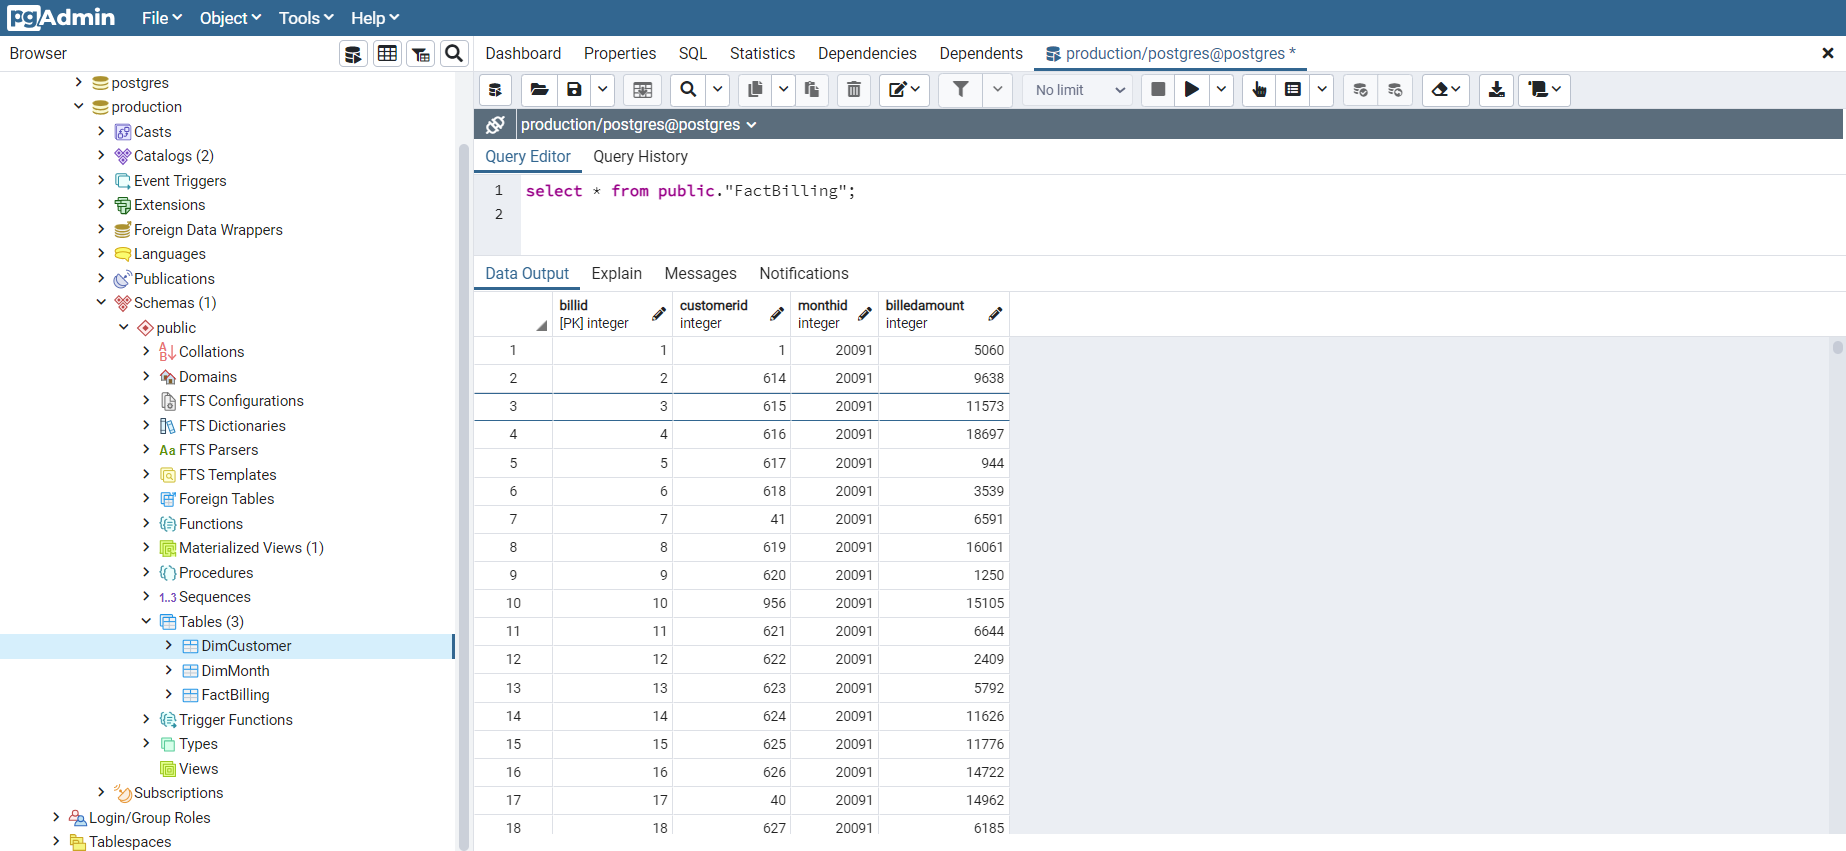 pgAdmin File Object Tools Help
Browser
postgres
production
Casts
Catalogs (2)
Event Triggers
Extensions
Foreign Data Wrappers
Languages
Publications
Schemas (1)
public
Collations
Domains
FTS Configurations
FTS Dictionaries
Aa FTS Parsers
FTS Templates
Foreign Tables
Functions
Materialized Views (1)
Procedures
1..3 Sequences
Tables (3)
DimCustomer
DimMonth
FactBilling
Trigger Functions
Types
Views
Subscriptions
Login/Group Roles
Tablespaces
Dashboard Properties SQL Statistics Dependencies Dependents production/postgres@postgres *
No limit
production/postgres@postgres
Query Editor Query History
1 select * from public."FactBilling";
2
Data Output Explain Messages Notifications
billid customerid monthid billedamount
[PK] integer integer integer integer
1 1 1 20091 5060
2 2 614 20091 9638
3 3 615 20091 11573
4 4 616 20091 18697
5 5 617 20091 944
6 6 618 20091 3539
7 7 41 20091 6591
8 8 619 20091 16061
9 9 620 20091 1250
10 10 956 20091 15105
11 11 621 20091 6644
12 12 622 20091 2409
13 13 623 20091 5792
14 14 624 20091 11626
15 15 625 20091 11776
16 16 626 20091 14722
17 17 40 20091 14962
18 18 627 20091 6185